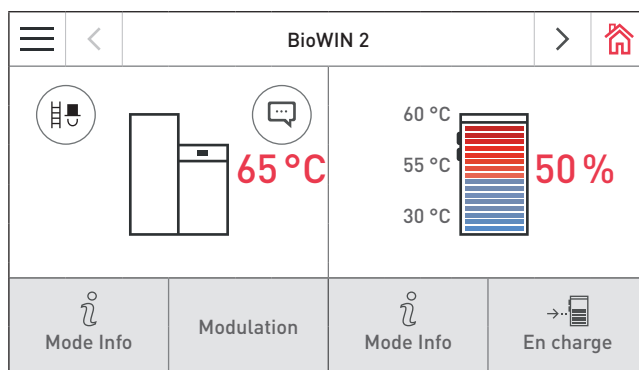 BioWIN 2
65 °C
60 °C
55 °C
30 °C
50 %
Mode Info
Modulation
Mode Info
En charge